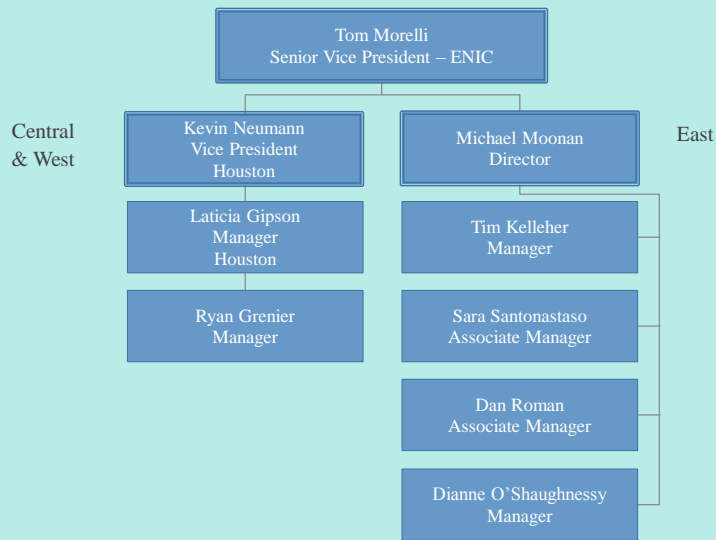 Tom Morelli
Senior Vice President – ENIC
Central
& West
Kevin Neumann
Vice President
Houston
Michael Moonan
Director
East
Laticia Gipson
Manager
Houston
Tim Kelleher
Manager
Ryan Grenier
Manager
Sara Santonastaso
Associate Manager
Dan Roman
Associate Manager
Dianne O’Shaughnessy
Manager